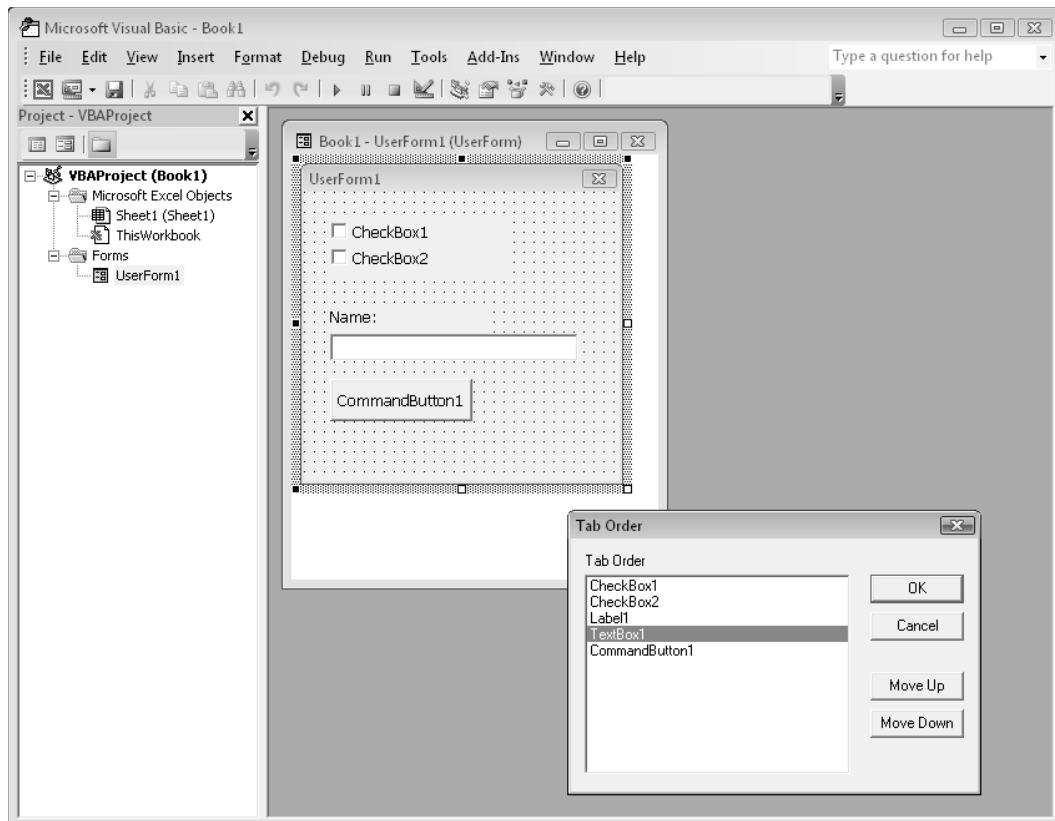 Microsoft Visual Basic - Book1
File Edit View Insert Format Debug Run Tools Add-Ins Window Help
Type a question for help
Project - VBAProject
VBAProject (Book1)
Microsoft Excel Objects
Sheet1 (Sheet1)
ThisWorkbook
Forms
UserForm1
Book1 - UserForm1 (UserForm)
UserForm1
CheckBox1
CheckBox2
Name:
CommandButton1
Tab Order
Tab Order
CheckBox1
CheckBox2
Label1
TextBox1
CommandButton1
OK
Cancel
Move Up
Move Down